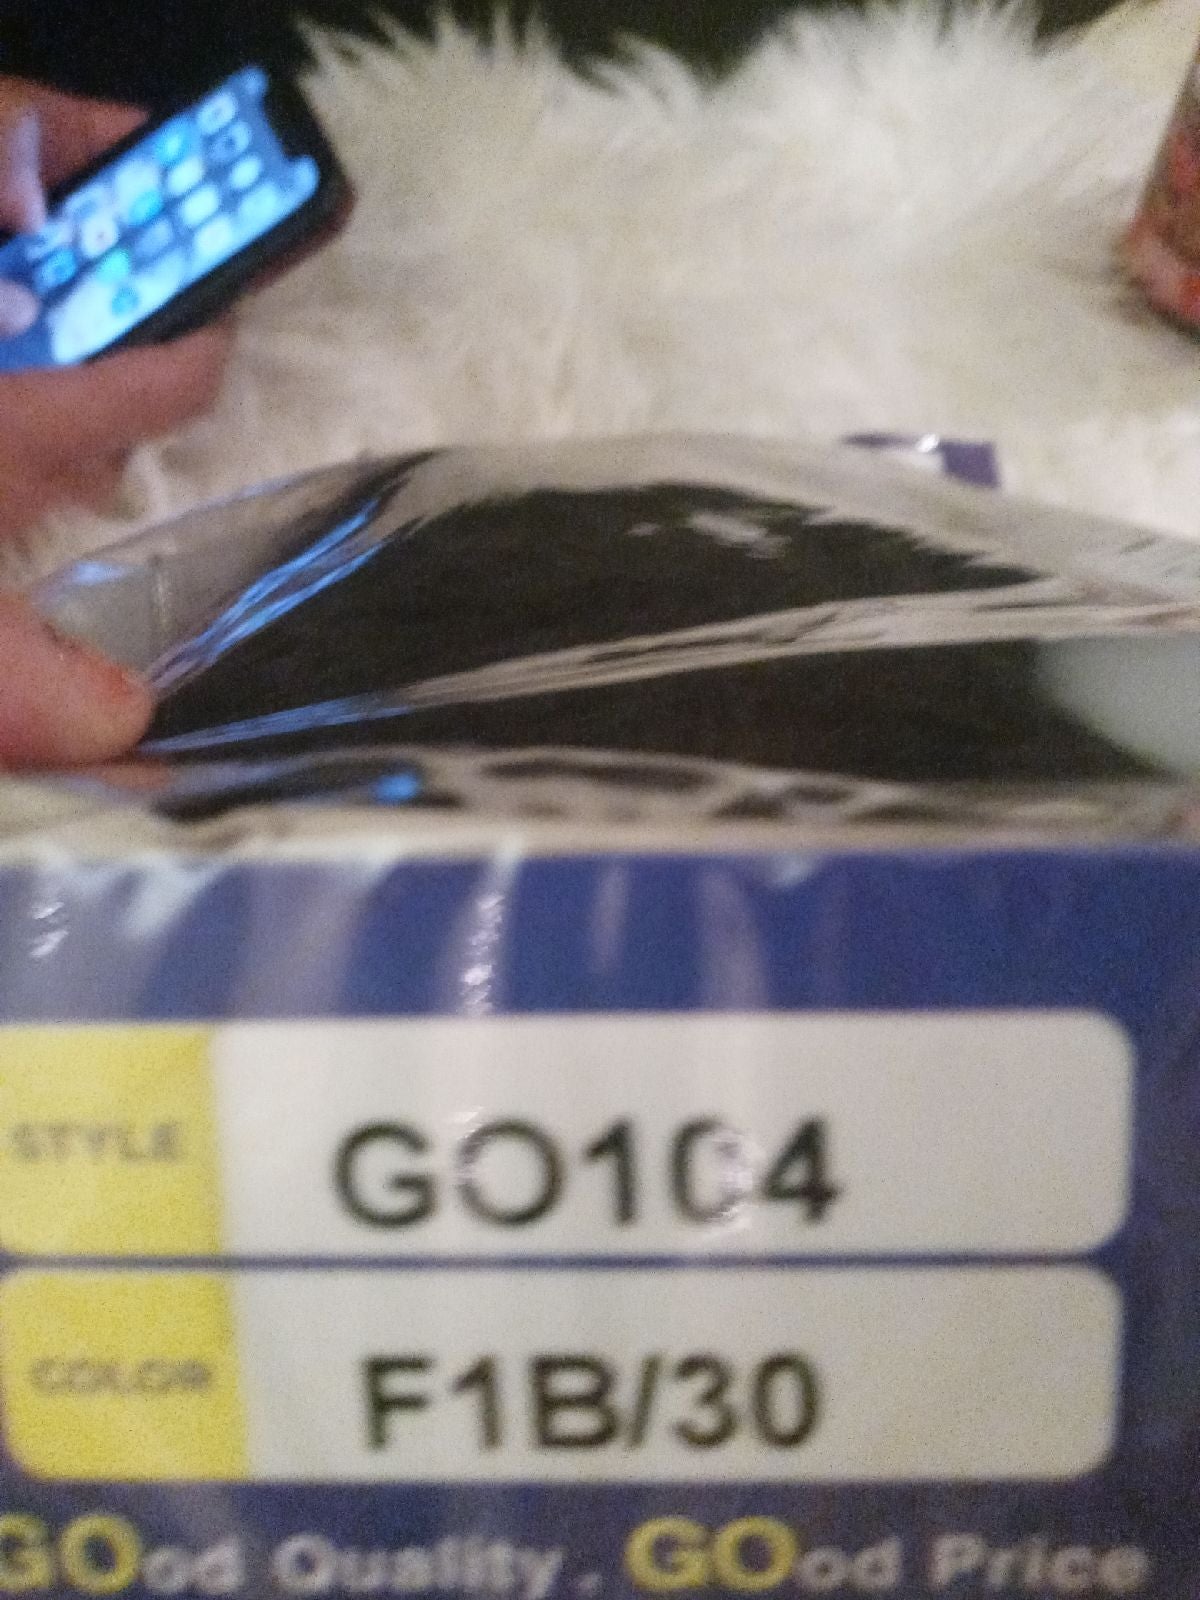 STYLE GO104
COLOR F1B/30
GOod Quality, GOod Price